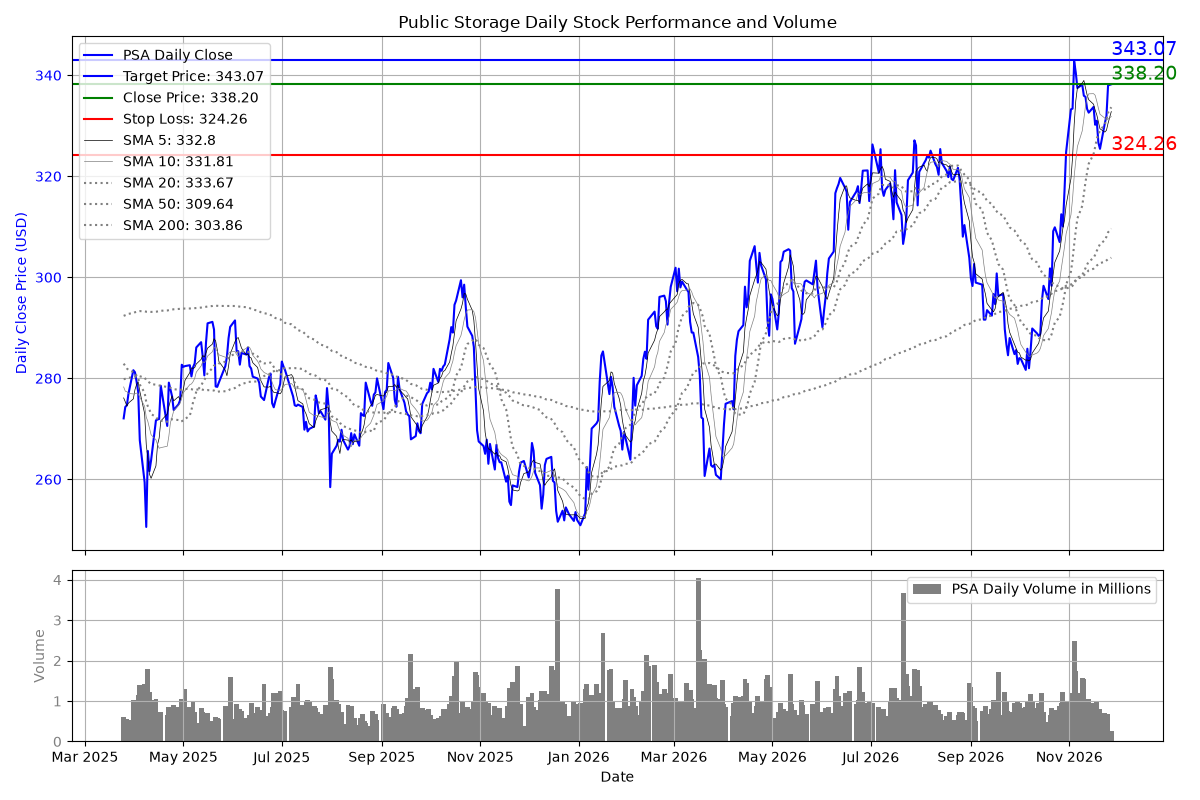 Public Storage Daily Stock Performance and Volume
343.07
338.20
324.26
PSA Daily Close
Target Price: 343.07
Close Price: 338.20
Stop Loss: 324.26
SMA 5: 332.8
SMA 10: 331.81
SMA 20: 333.67
SMA 50: 309.64
SMA 200: 303.86
Daily Close Price (USD)
340
320
300
280
260
PSA Daily Volume in Millions
Volume
4
3
2
1
0
Mar 2025 May 2025 Jul 2025 Sep 2025 Nov 2025 Jan 2026 Mar 2026 May 2026 Jul 2026 Sep 2026 Nov 2026
Date